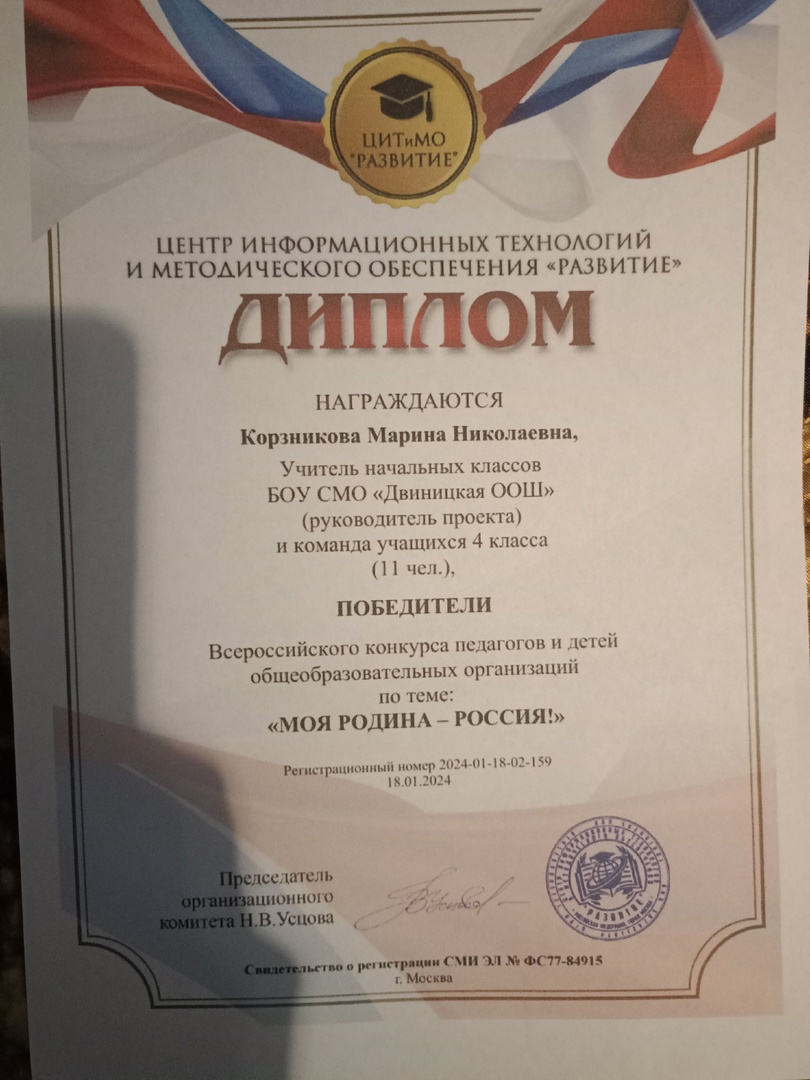 ЦИТиМО
"РАЗВИТИЕ"
ЦЕНТР ИНФОРМАЦИОННЫХ ТЕХНОЛОГИЙ
И МЕТОДИЧЕСКОГО ОБЕСПЕЧЕНИЯ «РАЗВИТИЕ»
ДИПЛОМ
НАГРАЖДАЮТСЯ
Корзникова Марина Николаевна,
Учитель начальных классов
БОУ СМО «Двиницкая ООШ»
(руководитель проекта)
и команда учащихся 4 класса
(11 чел.),
ПОБЕДИТЕЛИ
Всероссийского конкурса педагогов и детей
общеобразовательных организаций
по теме:
«МОЯ РОДИНА – РОССИЯ!»
Регистрационный номер 2024-01-18-02-159
18.01.2024
Председатель
организационного
комитета Н.В.Усцова
РАЗВИТИЕ
Свидетельство о регистрации СМИ ЭЛ № ФС77-84915
г. Москва